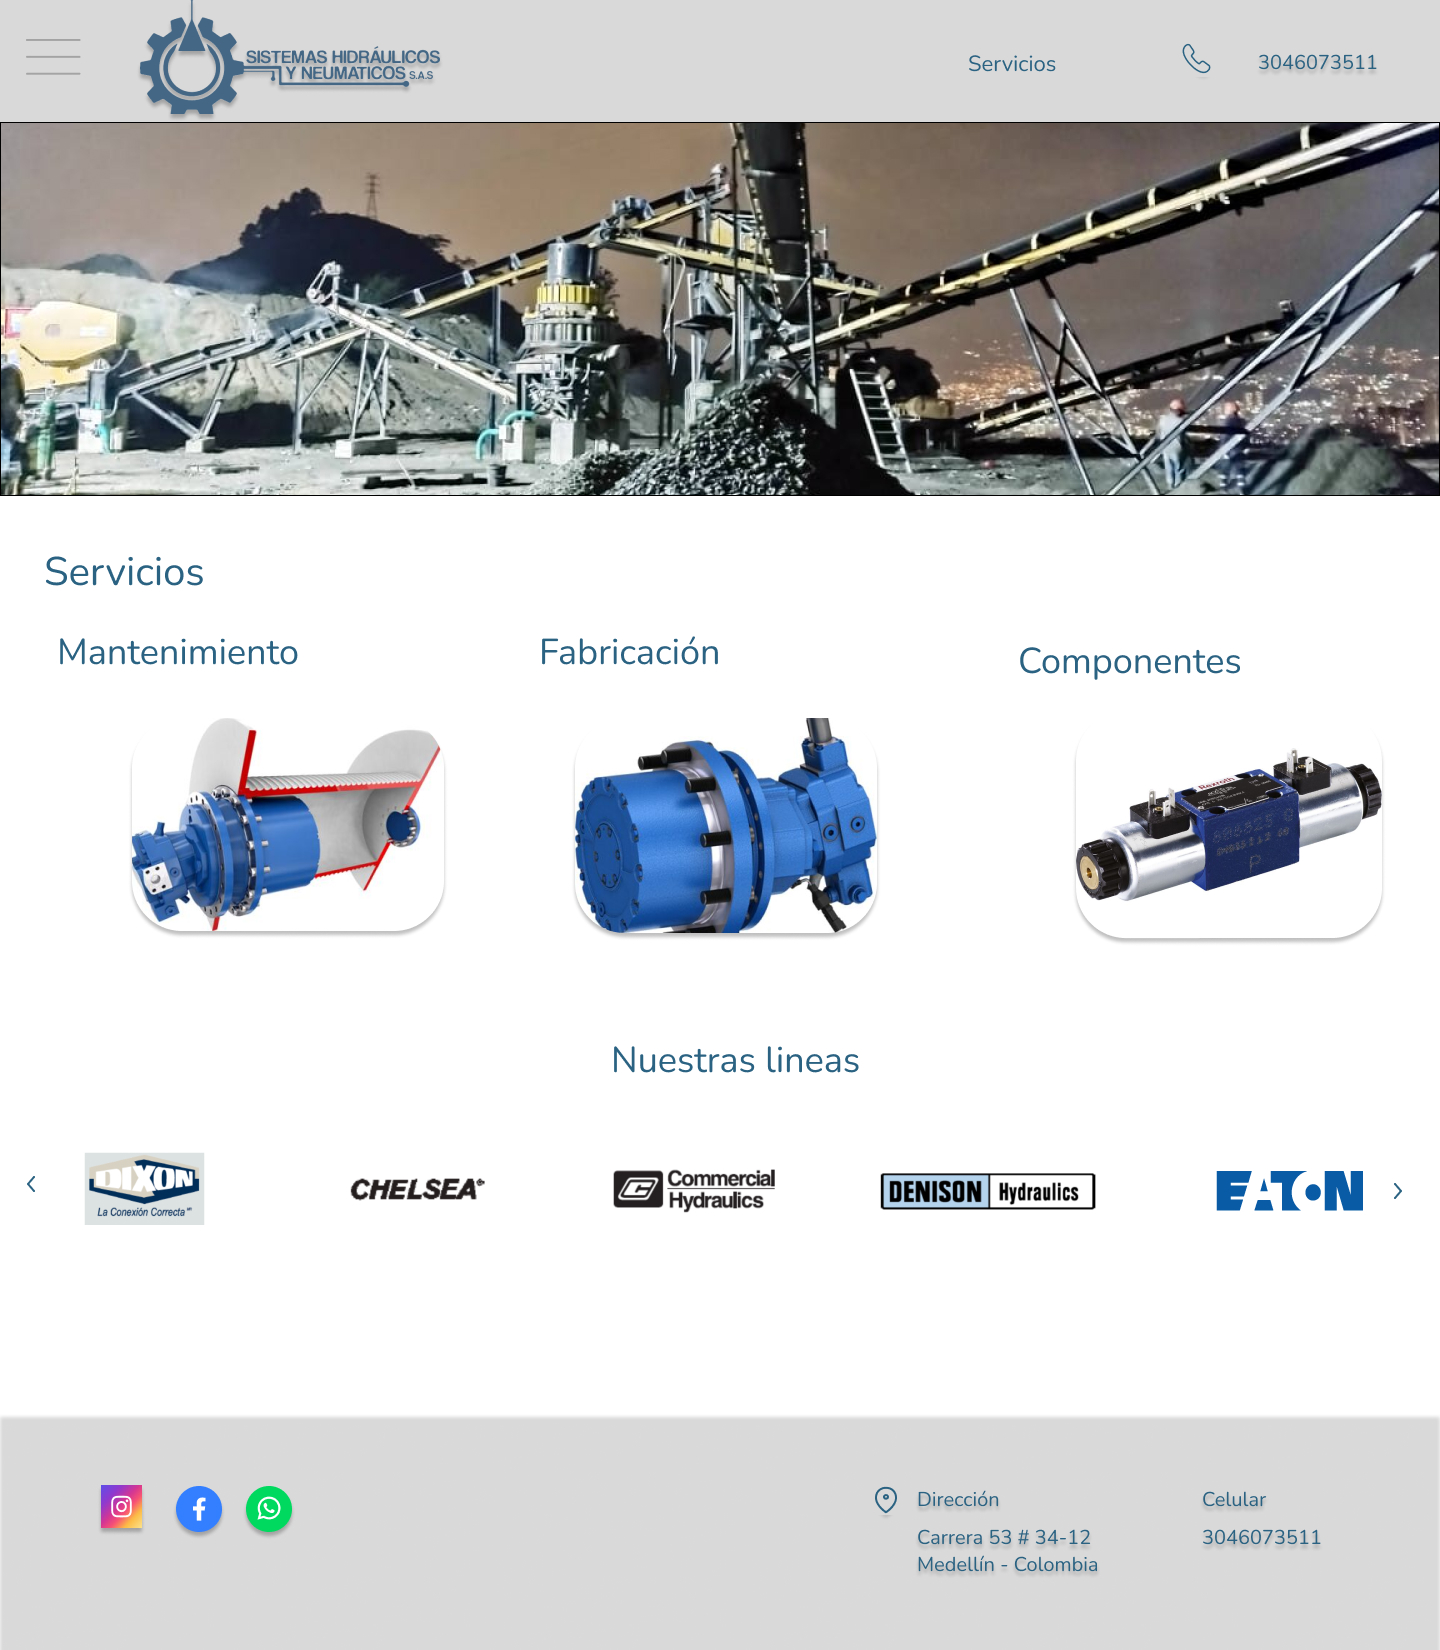 SISTEMAS HIDRÁULICOS
Y NEUMATICOS S.A.S
Servicios
3046073511
Servicios
Mantenimiento
Fabricación
Componentes
Rexroth
Nuestras lineas
DIXON
La Conexión Correcta
CHELSEA
Commercial
Hydraulics
DENISON Hydraulics
EATON
Dirección
Carrera 53 # 34-12
Medellín - Colombia
Celular
3046073511